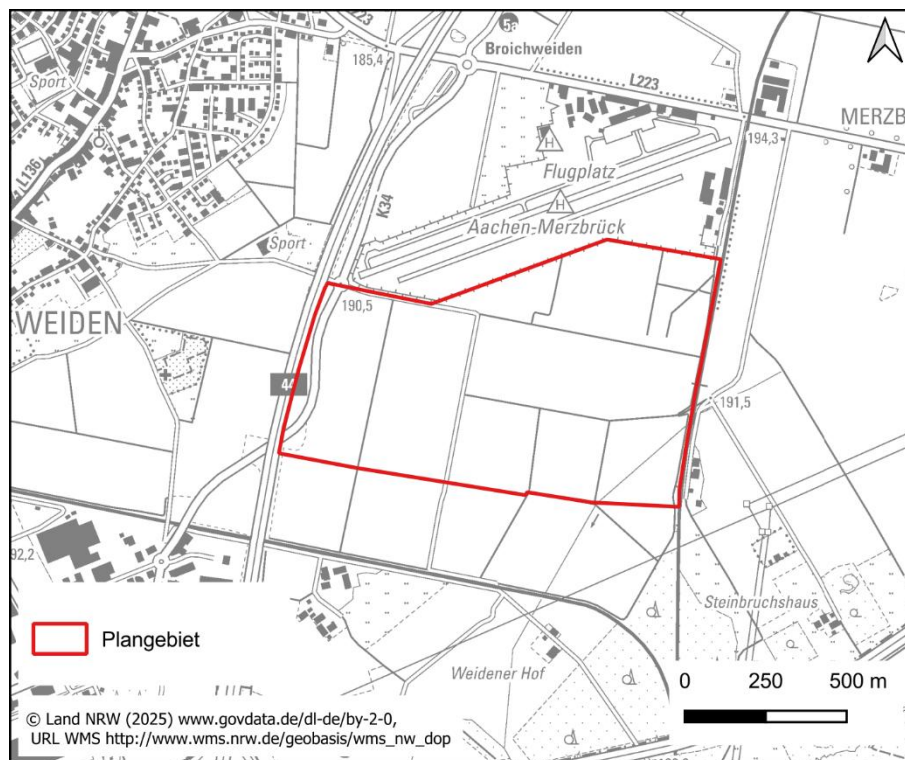 L223
5a
Broichweiden
185,4
Sport
L223
MERZB
194,3
H
Flugplatz
L136
K34
H
Aachen-Merzbrück
Sport
190,5
WEIDEN
44
191,5
92,2
Steinbruchshaus
Plangebiet
Weidener Hof
0 250 500 m
© Land NRW (2025) www.govdata.de/dl-de/by-2-0,
URL WMS http://www.wms.nrw.de/geobasis/wms_nw_dop